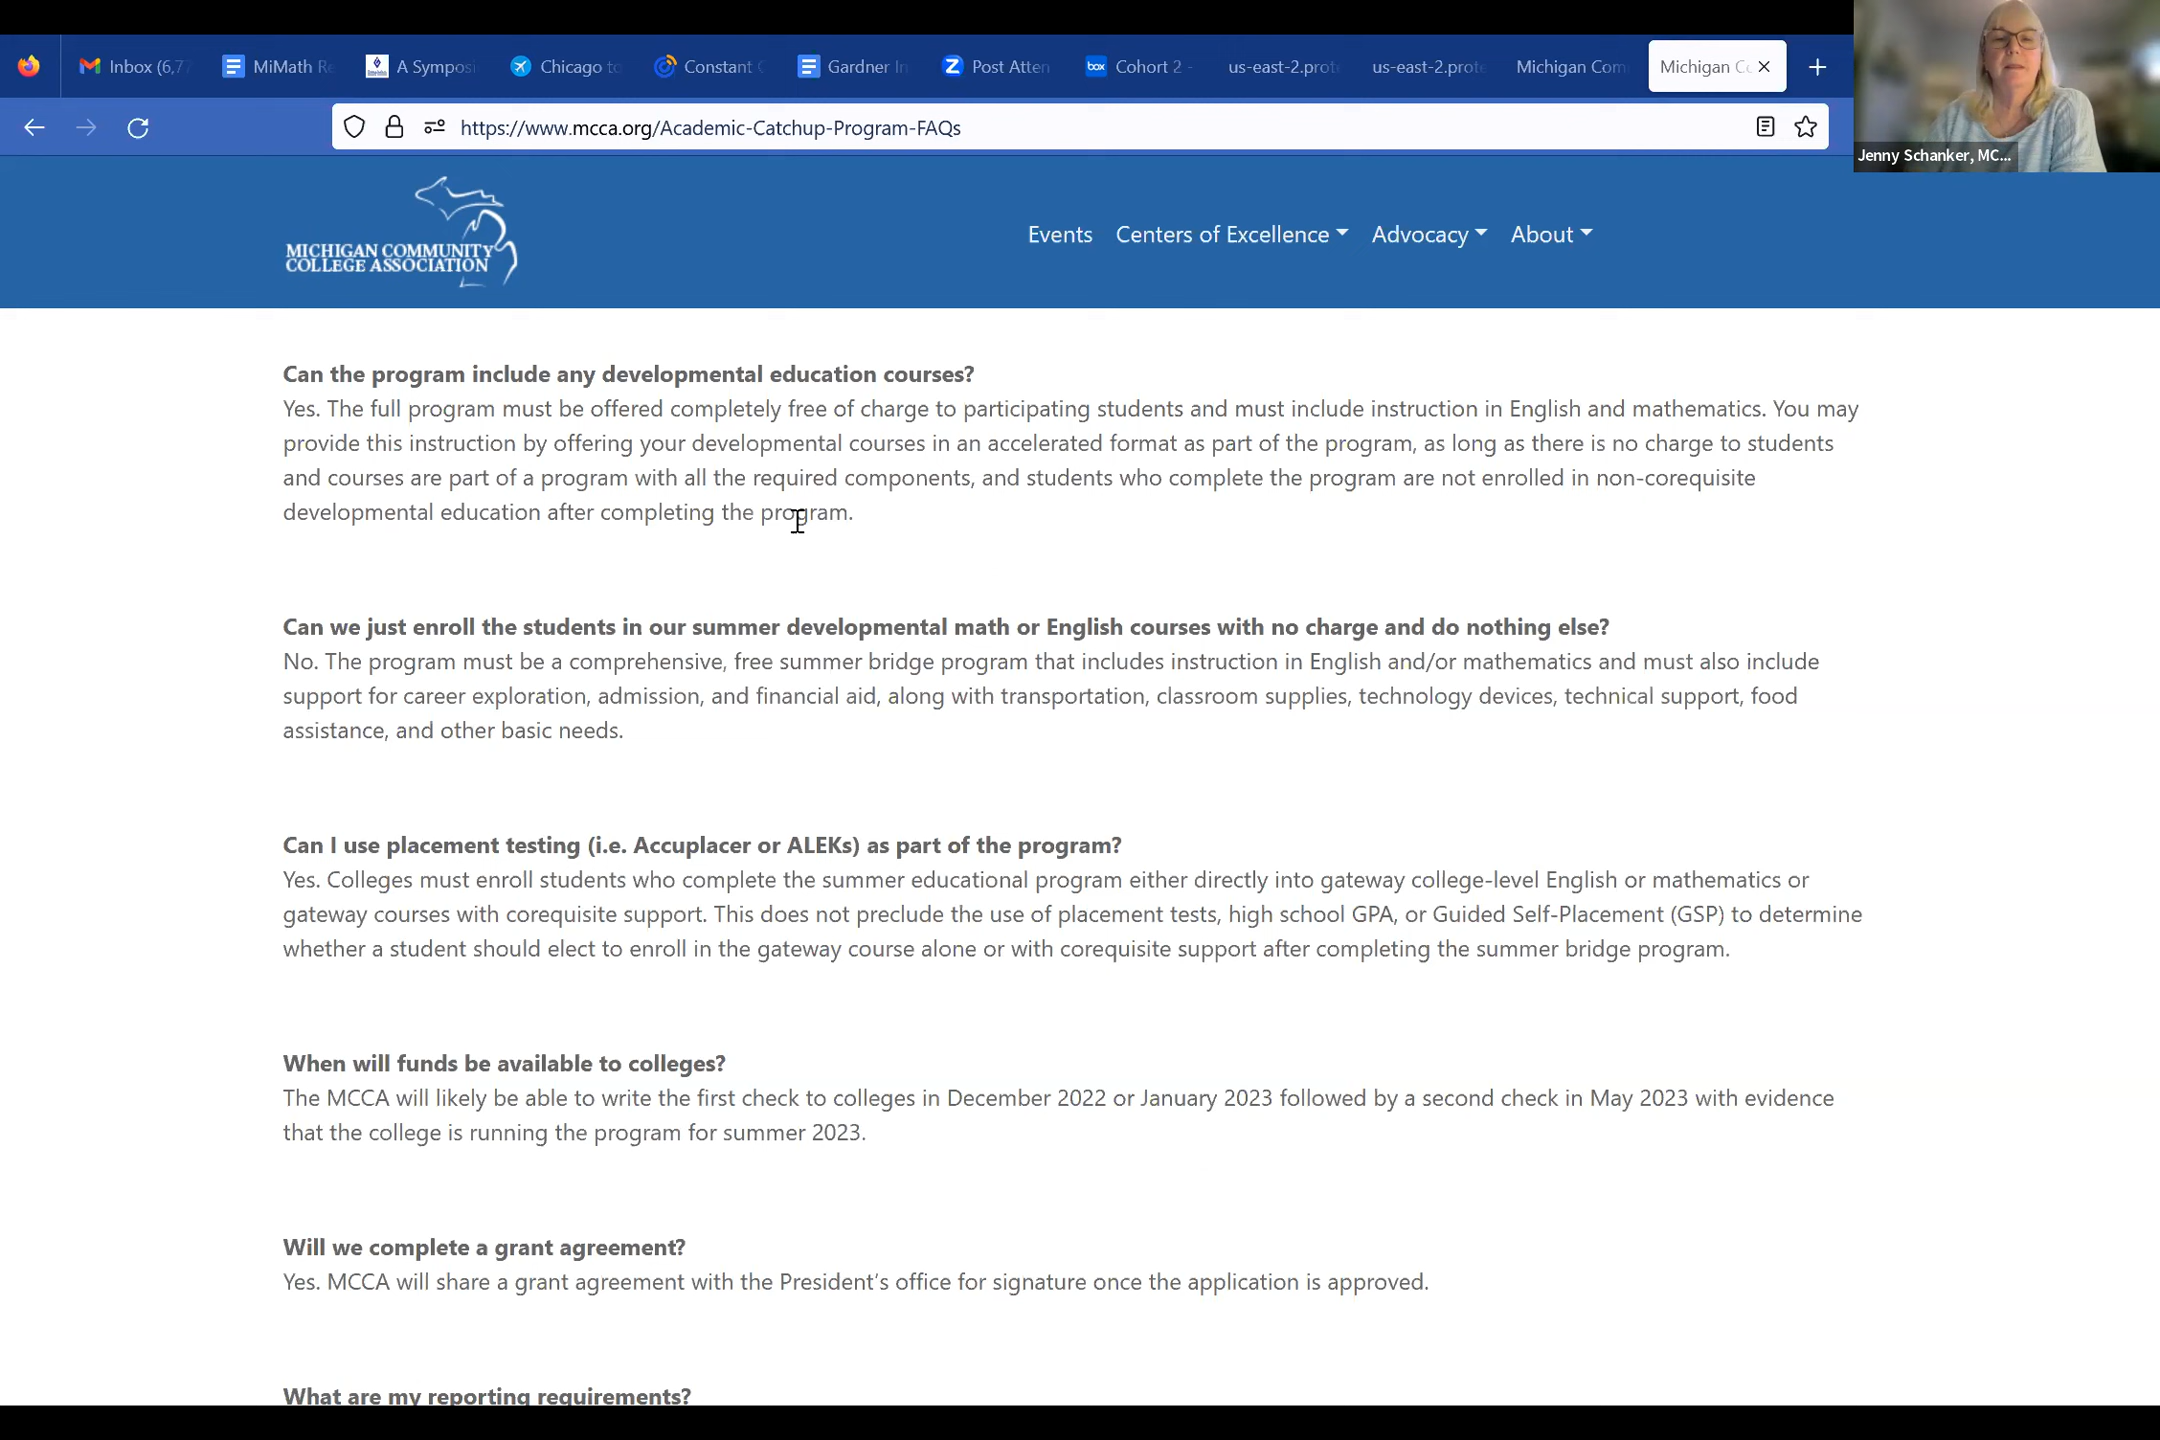 Inbox (6,77
MiMath Re
A Symposi
Chicago to
Constant C
Gardner In
Post Atten
Cohort 2 -
us-east-2.prote
us-east-2.prote
Michigan Com
Michigan Co
https://www.mcca.org/Academic-Catchup-Program-FAQs
Jenny Schanker, MC...
MICHIGAN COMMUNITY
COLLEGE ASSOCIATION
Events
Centers of Excellence
Advocacy
About
Can the program include any developmental education courses?
Yes. The full program must be offered completely free of charge to participating students and must include instruction in English and mathematics. You may
provide this instruction by offering your developmental courses in an accelerated format as part of the program, as long as there is no charge to students
and courses are part of a program with all the required components, and students who complete the program are not enrolled in non-corequisite
developmental education after completing the program.
Can we just enroll the students in our summer developmental math or English courses with no charge and do nothing else?
No. The program must be a comprehensive, free summer bridge program that includes instruction in English and/or mathematics and must also include
support for career exploration, admission, and financial aid, along with transportation, classroom supplies, technology devices, technical support, food
assistance, and other basic needs.
Can I use placement testing (i.e. Accuplacer or ALEKs) as part of the program?
Yes. Colleges must enroll students who complete the summer educational program either directly into gateway college-level English or mathematics or
gateway courses with corequisite support. This does not preclude the use of placement tests, high school GPA, or Guided Self-Placement (GSP) to determine
whether a student should elect to enroll in the gateway course alone or with corequisite support after completing the summer bridge program.
When will funds be available to colleges?
The MCCA will likely be able to write the first check to colleges in December 2022 or January 2023 followed by a second check in May 2023 with evidence
that the college is running the program for summer 2023.
Will we complete a grant agreement?
Yes. MCCA will share a grant agreement with the President's office for signature once the application is approved.
What are my reporting requirements?